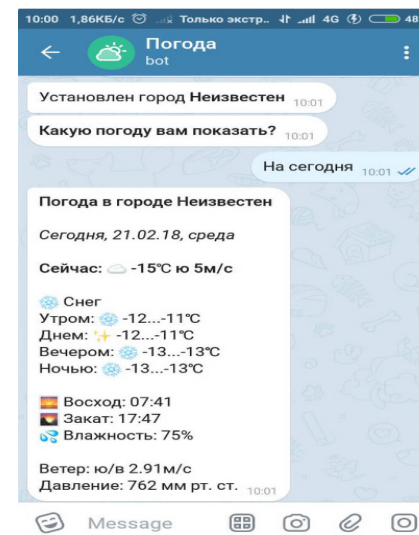 10:00 1,86КБ/с Только экстр.. 4G 48
Погода
bot
Установлен город Неизвестен 10:01
Какую погоду вам показать? 10:01
На сегодня 10:01
Погода в городе Неизвестен
Сегодня, 21.02.18, среда
Сейчас: ☁️ -15℃ ю 5м/с
❄️ Снег
Утром: ❄️ -12...-11℃
Днем: ✨ -12...-11℃
Вечером: ❄️ -13...-13℃
Ночью: ❄️ -13...-13℃
🌅 Восход: 07:41
🌄 Закат: 17:47
💦 Влажность: 75%
Ветер: ю/в 2.91м/с
Давление: 762 мм рт. ст. 10:01
Message